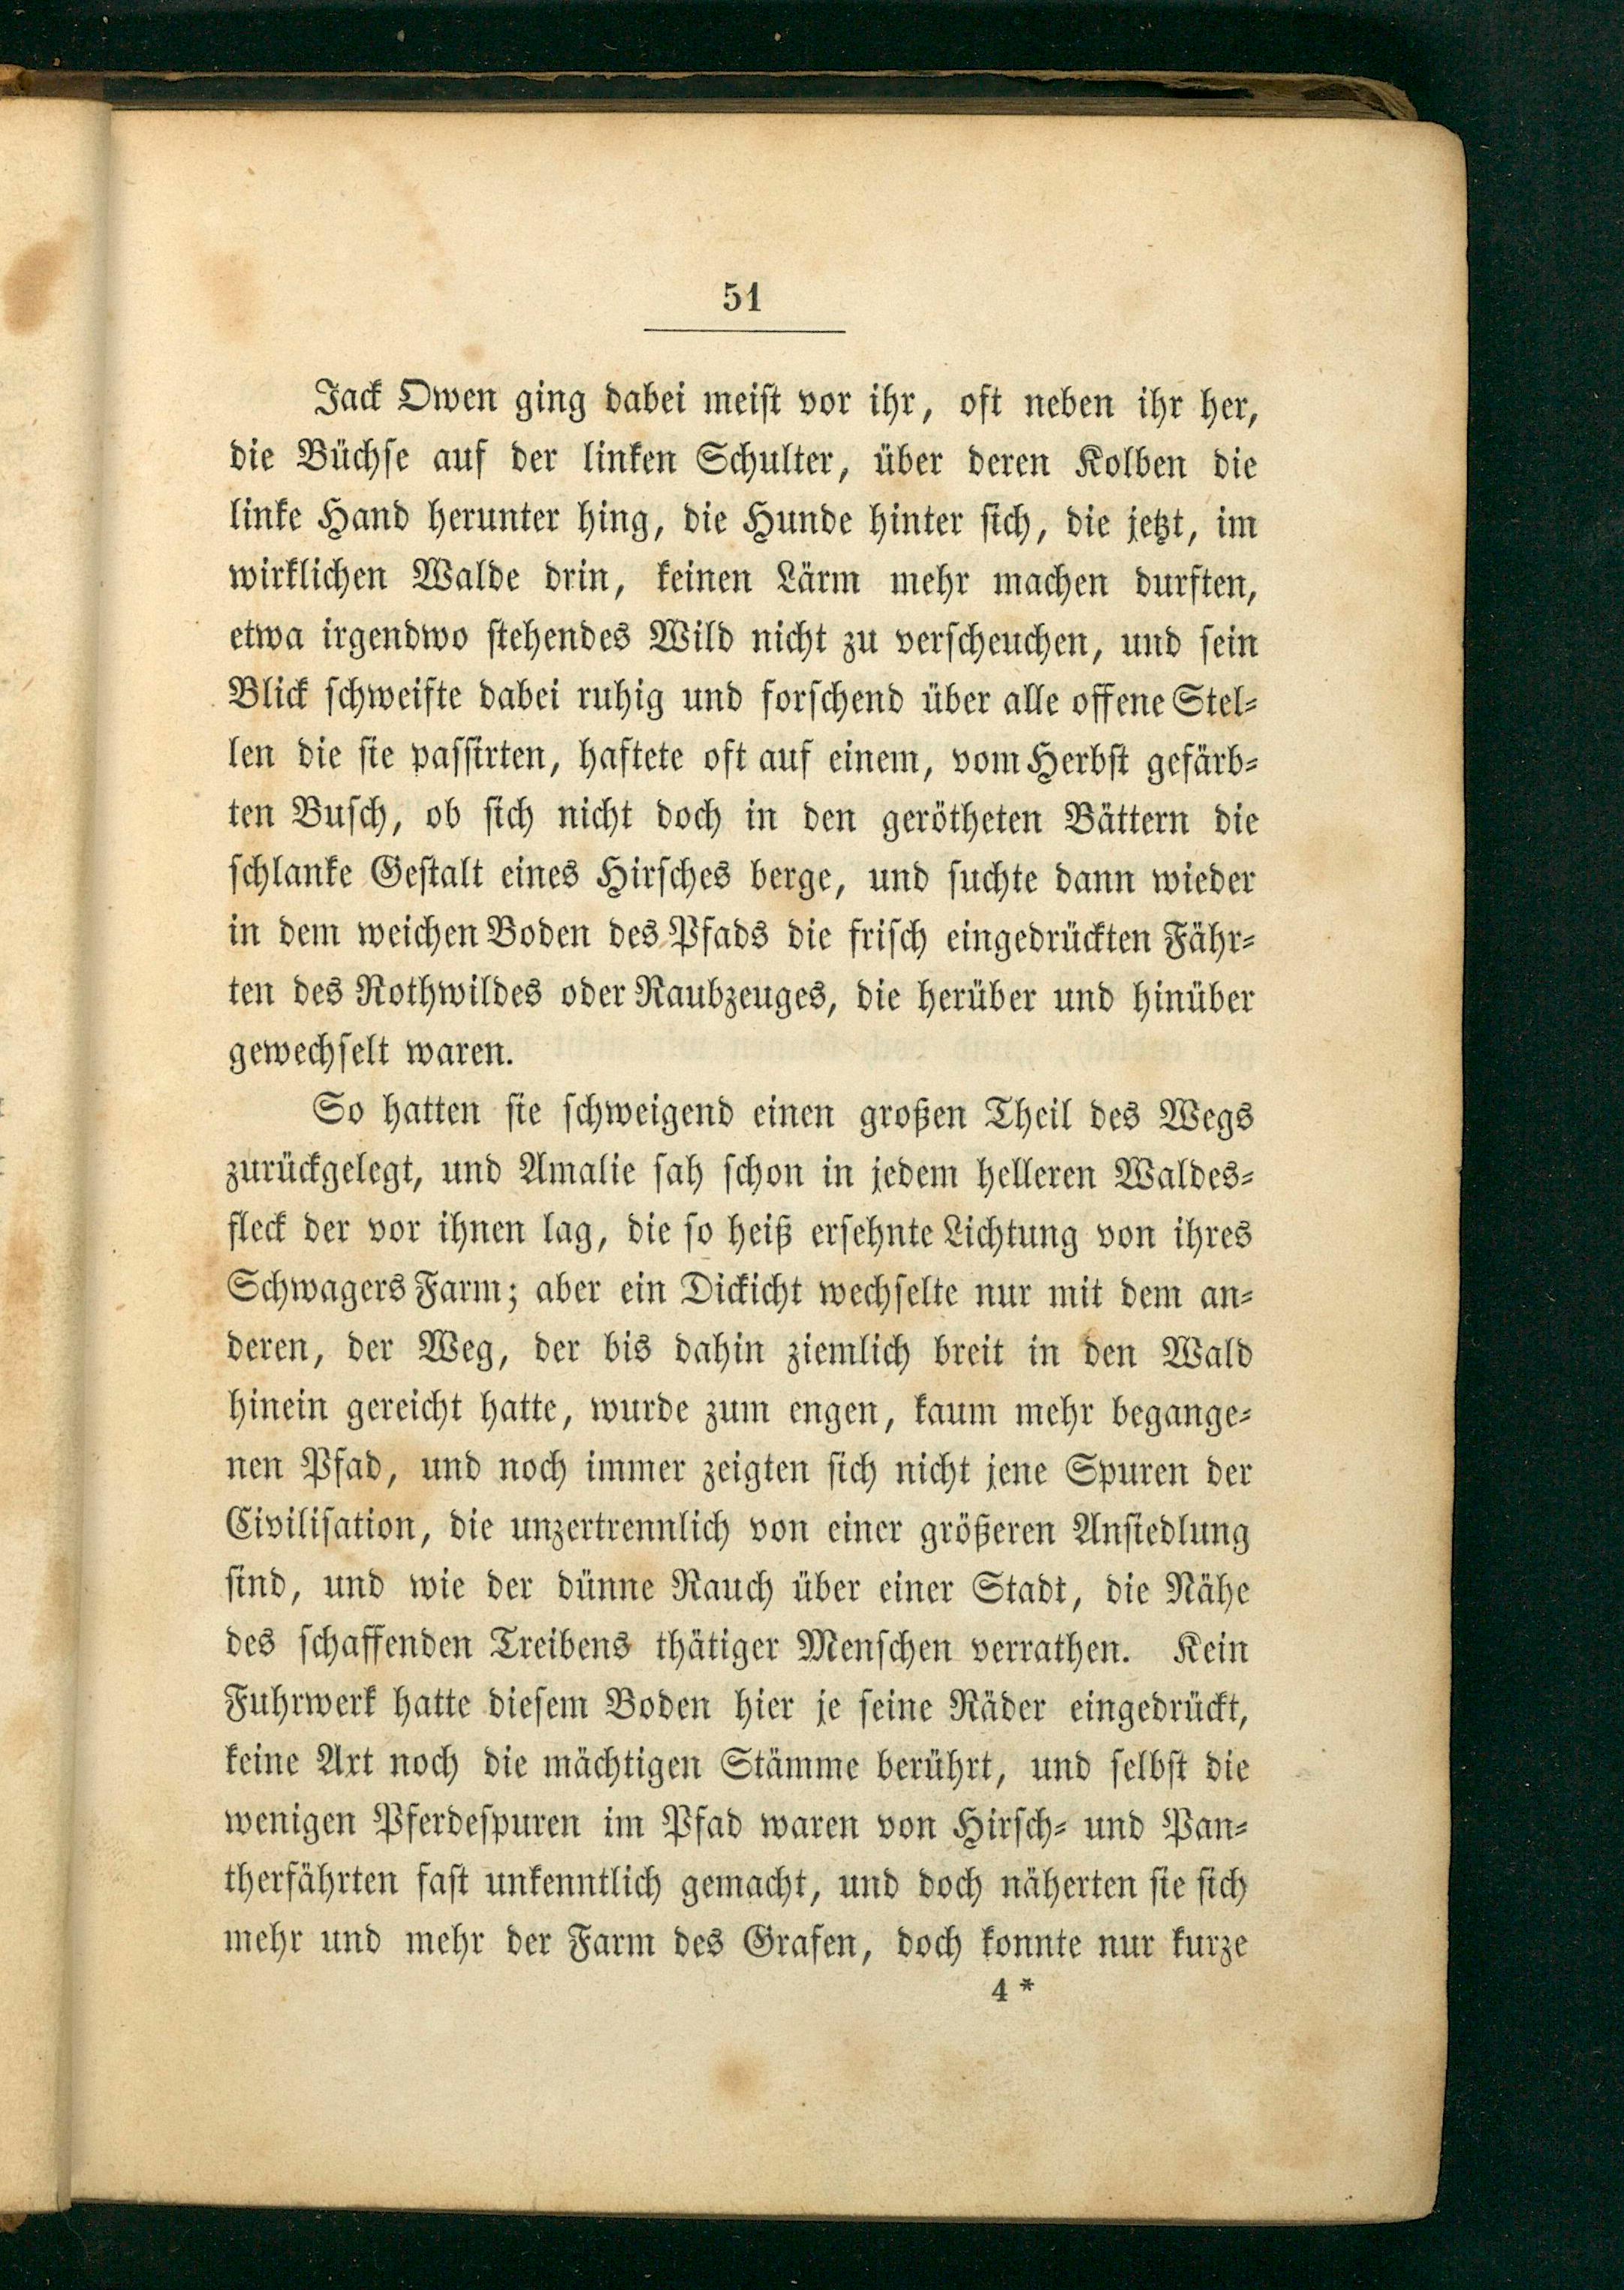 51
Jack Owen ging dabei meist vor ihr, oft neben ihr her,
die Büchse auf der linken Schulter, über deren Kolben die
linke Hand herunter hing, die Hunde hinter sich, die jetzt, im
wirklichen Walde drin, keinen Lärm mehr machen durften,
etwa irgendwo stehendes Wild nicht zu verscheuchen, und sein
Blick schweifte dabei ruhig und forschend über alle offene Stel-
len die sie passirten, haftete oft auf einem, vom Herbst gefärb-
ten Busch, ob sich nicht doch in den gerötheten Bättern die
schlanke Gestalt eines Hirsches berge, und suchte dann wieder
in dem weichen Boden des Pfads die frisch eingedrückten Fähr-
ten des Rothwildes oder Raubzeuges, die herüber und hinüber
gewechselt waren.
So hatten sie schweigend einen großen Theil des Wegs
zurückgelegt, und Amalie sah schon in jedem helleren Waldes-
fleck der vor ihnen lag, die so heiß ersehnte Lichtung von ihres
Schwagers Farm; aber ein Dickicht wechselte nur mit dem an-
deren, der Weg, der bis dahin ziemlich breit in den Wald
hinein gereicht hatte, wurde zum engen, kaum mehr begange-
nen Pfad, und noch immer zeigten sich nicht jene Spuren der
Civilisation, die unzertrennlich von einer größeren Ansiedlung
sind, und wie der dünne Rauch über einer Stadt, die Nähe
des schaffenden Treibens thätiger Menschen verrathen. Kein
Fuhrwerk hatte diesem Boden hier je seine Räder eingedrückt,
keine Axt noch die mächtigen Stämme berührt, und selbst die
wenigen Pferdespuren im Pfad waren von Hirsch- und Pan-
therfährten fast unkenntlich gemacht, und doch näherten sie sich
mehr und mehr der Farm des Grafen, doch konnte nur kurze
4*